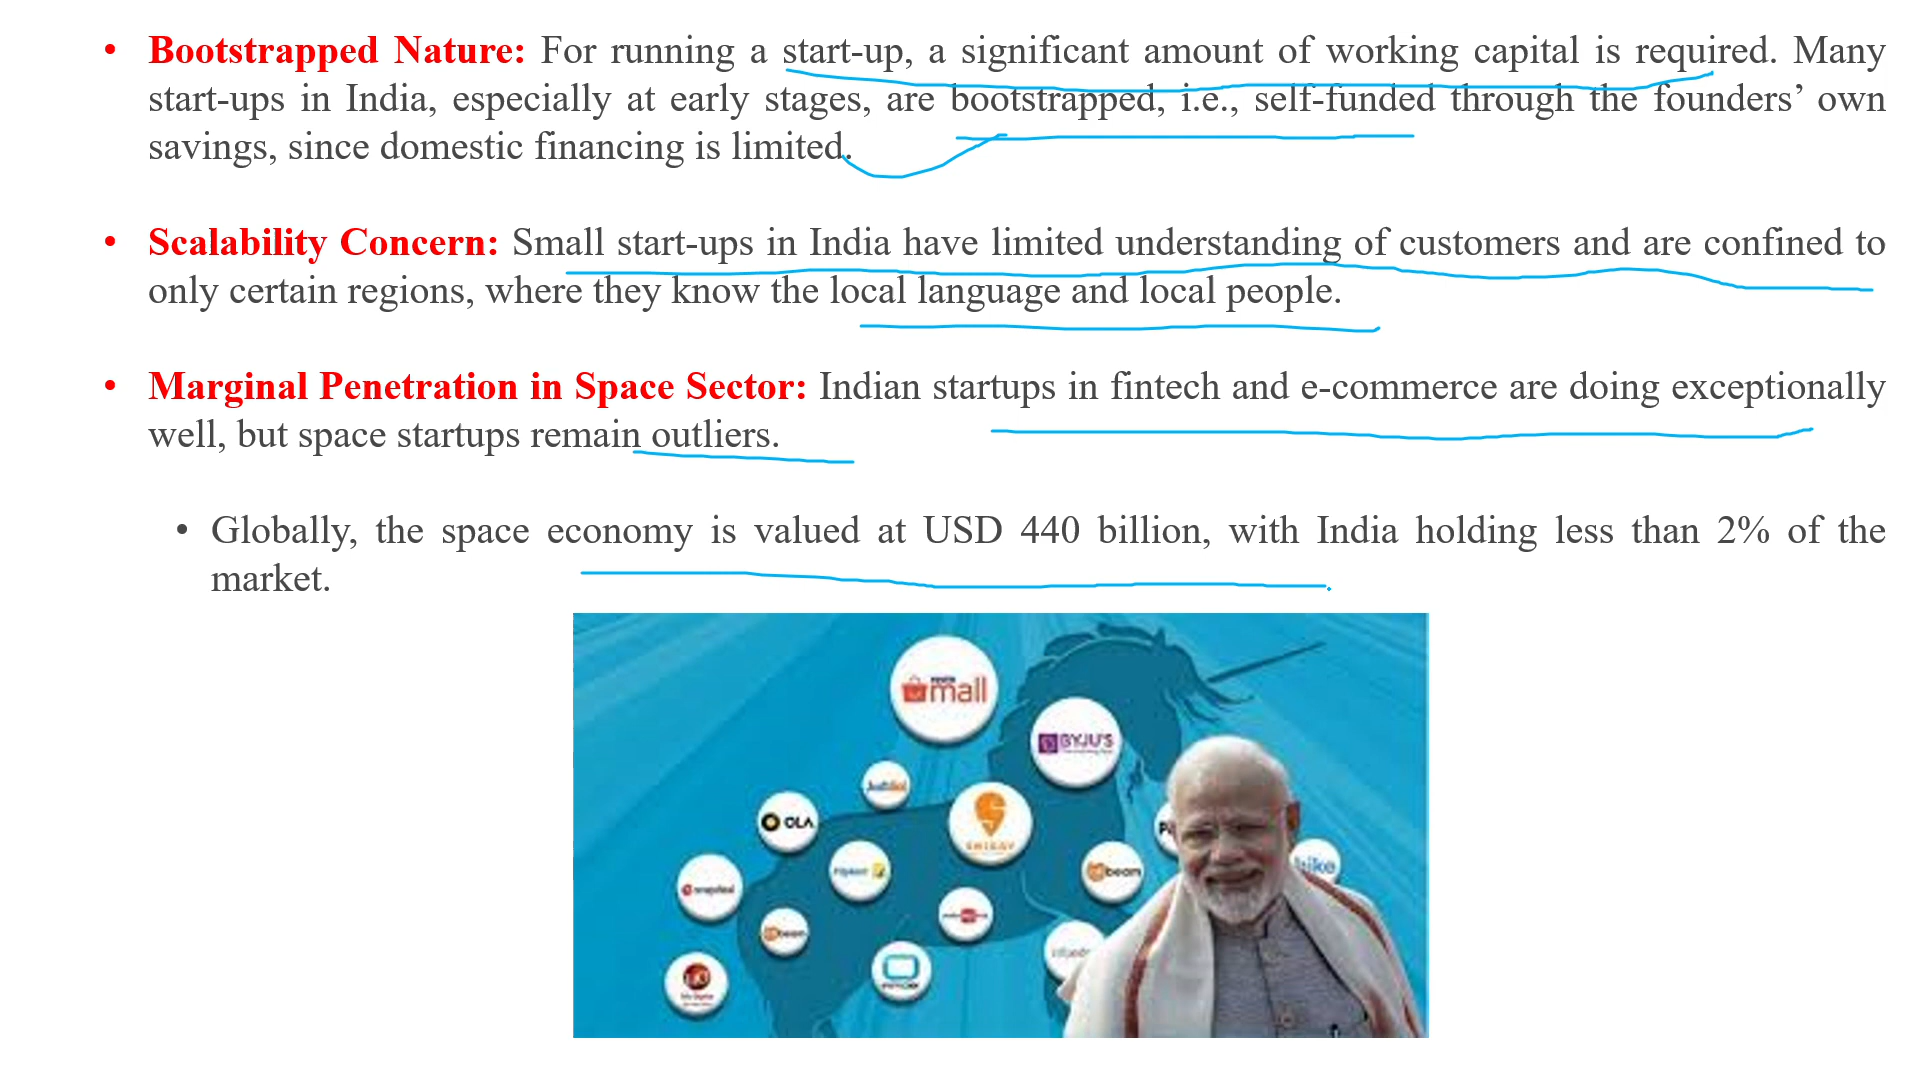 • Bootstrapped Nature: For running a start-up, a significant amount of working capital is required. Many
start-ups in India, especially at early stages, are bootstrapped, i.e., self-funded through the founders’ own
savings, since domestic financing is limited.
• Scalability Concern: Small start-ups in India have limited understanding of customers and are confined to
only certain regions, where they know the local language and local people.
• Marginal Penetration in Space Sector: Indian startups in fintech and e-commerce are doing exceptionally
well, but space startups remain outliers.
• Globally, the space economy is valued at USD 440 billion, with India holding less than 2% of the
market.
mall
BYJU'S
OLA
SWIGGY